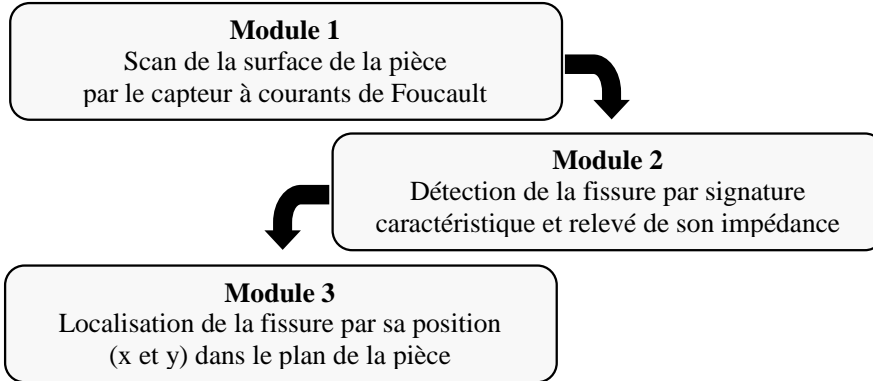 Module 1
Scan de la surface de la pièce
par le capteur à courants de Foucault
Module 2
Détection de la fissure par signature
caractéristique et relevé de son impédance
Module 3
Localisation de la fissure par sa position
(x et y) dans le plan de la pièce